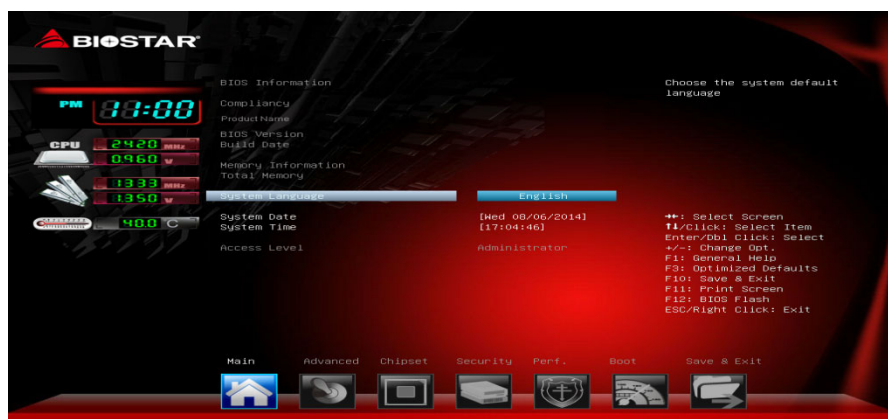 BIOSTAR
BIOS Information
Choose the system default
language
Compliancy
Product Name
BIOS Version
Build Date
Memory Information
Total Memory
System Language English
System Date [Wed 08/06/2014]
System Time [17:04:46]
Access Level Administrator
PM 11:00
CPU 2420 MHz
0.960 V
1333 MHz
1.350 V
40.0 C
→←: Select Screen
↑↓/Click: Select Item
Enter/Dbl Click: Select
+/-: Change Opt.
F1: General Help
F3: Optimized Defaults
F10: Save & Exit
F11: Print Screen
F12: BIOS Flash
ESC/Right Click: Exit
Main Advanced Chipset Security Perf. Boot Save & Exit